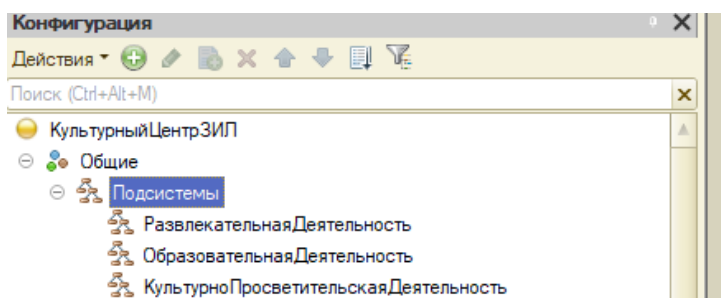 Конфигурация
Действия
Поиск (Ctrl+Alt+M)
КультурныйЦентрЗИЛ
Общие
Подсистемы
РазвлекательнаяДеятельность
ОбразовательнаяДеятельность
КультурноПросветительскаяДеятельность